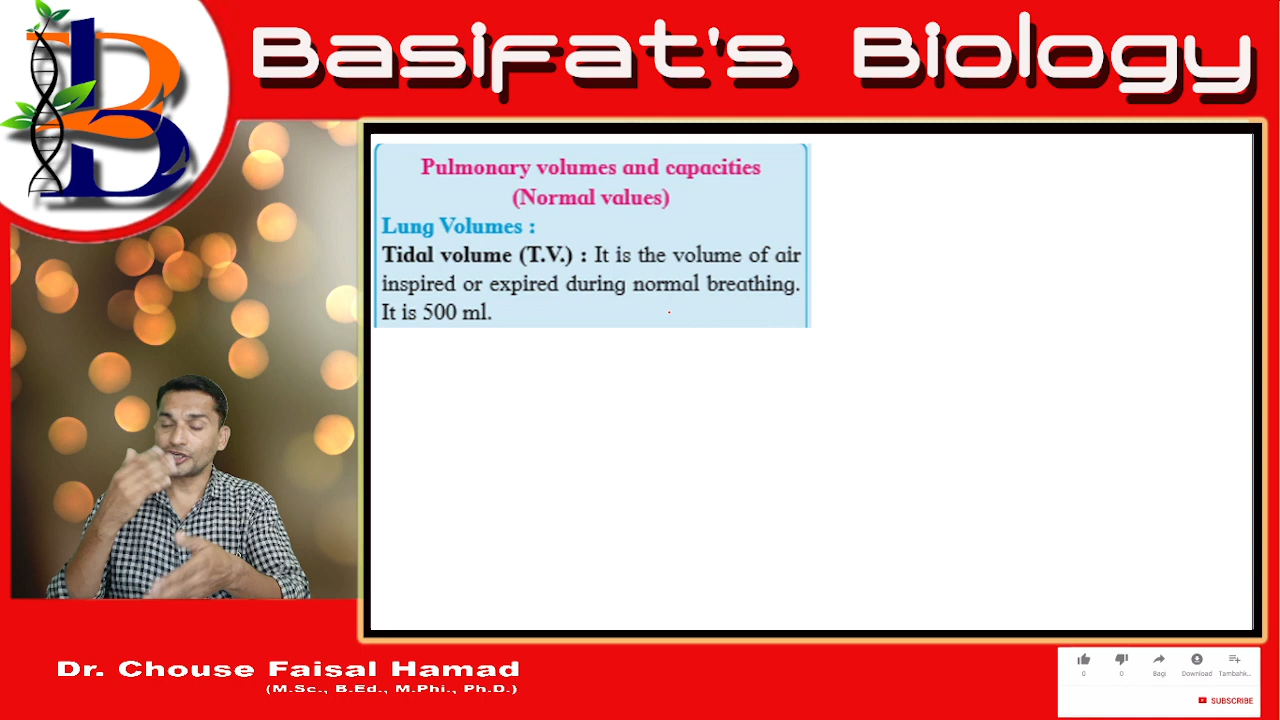 Basifat's Biology
Pulmonary volumes and capacities
(Normal values)
Lung Volumes :
Tidal volume (T.V.) : It is the volume of air
inspired or expired during normal breathing.
It is 500 ml.
Dr. Chouse Faisal Hamad
(M.Sc., B.Ed., M.Phi., Ph.D.)
0 0 Bagi Download Tambahk...
SUBSCRIBE